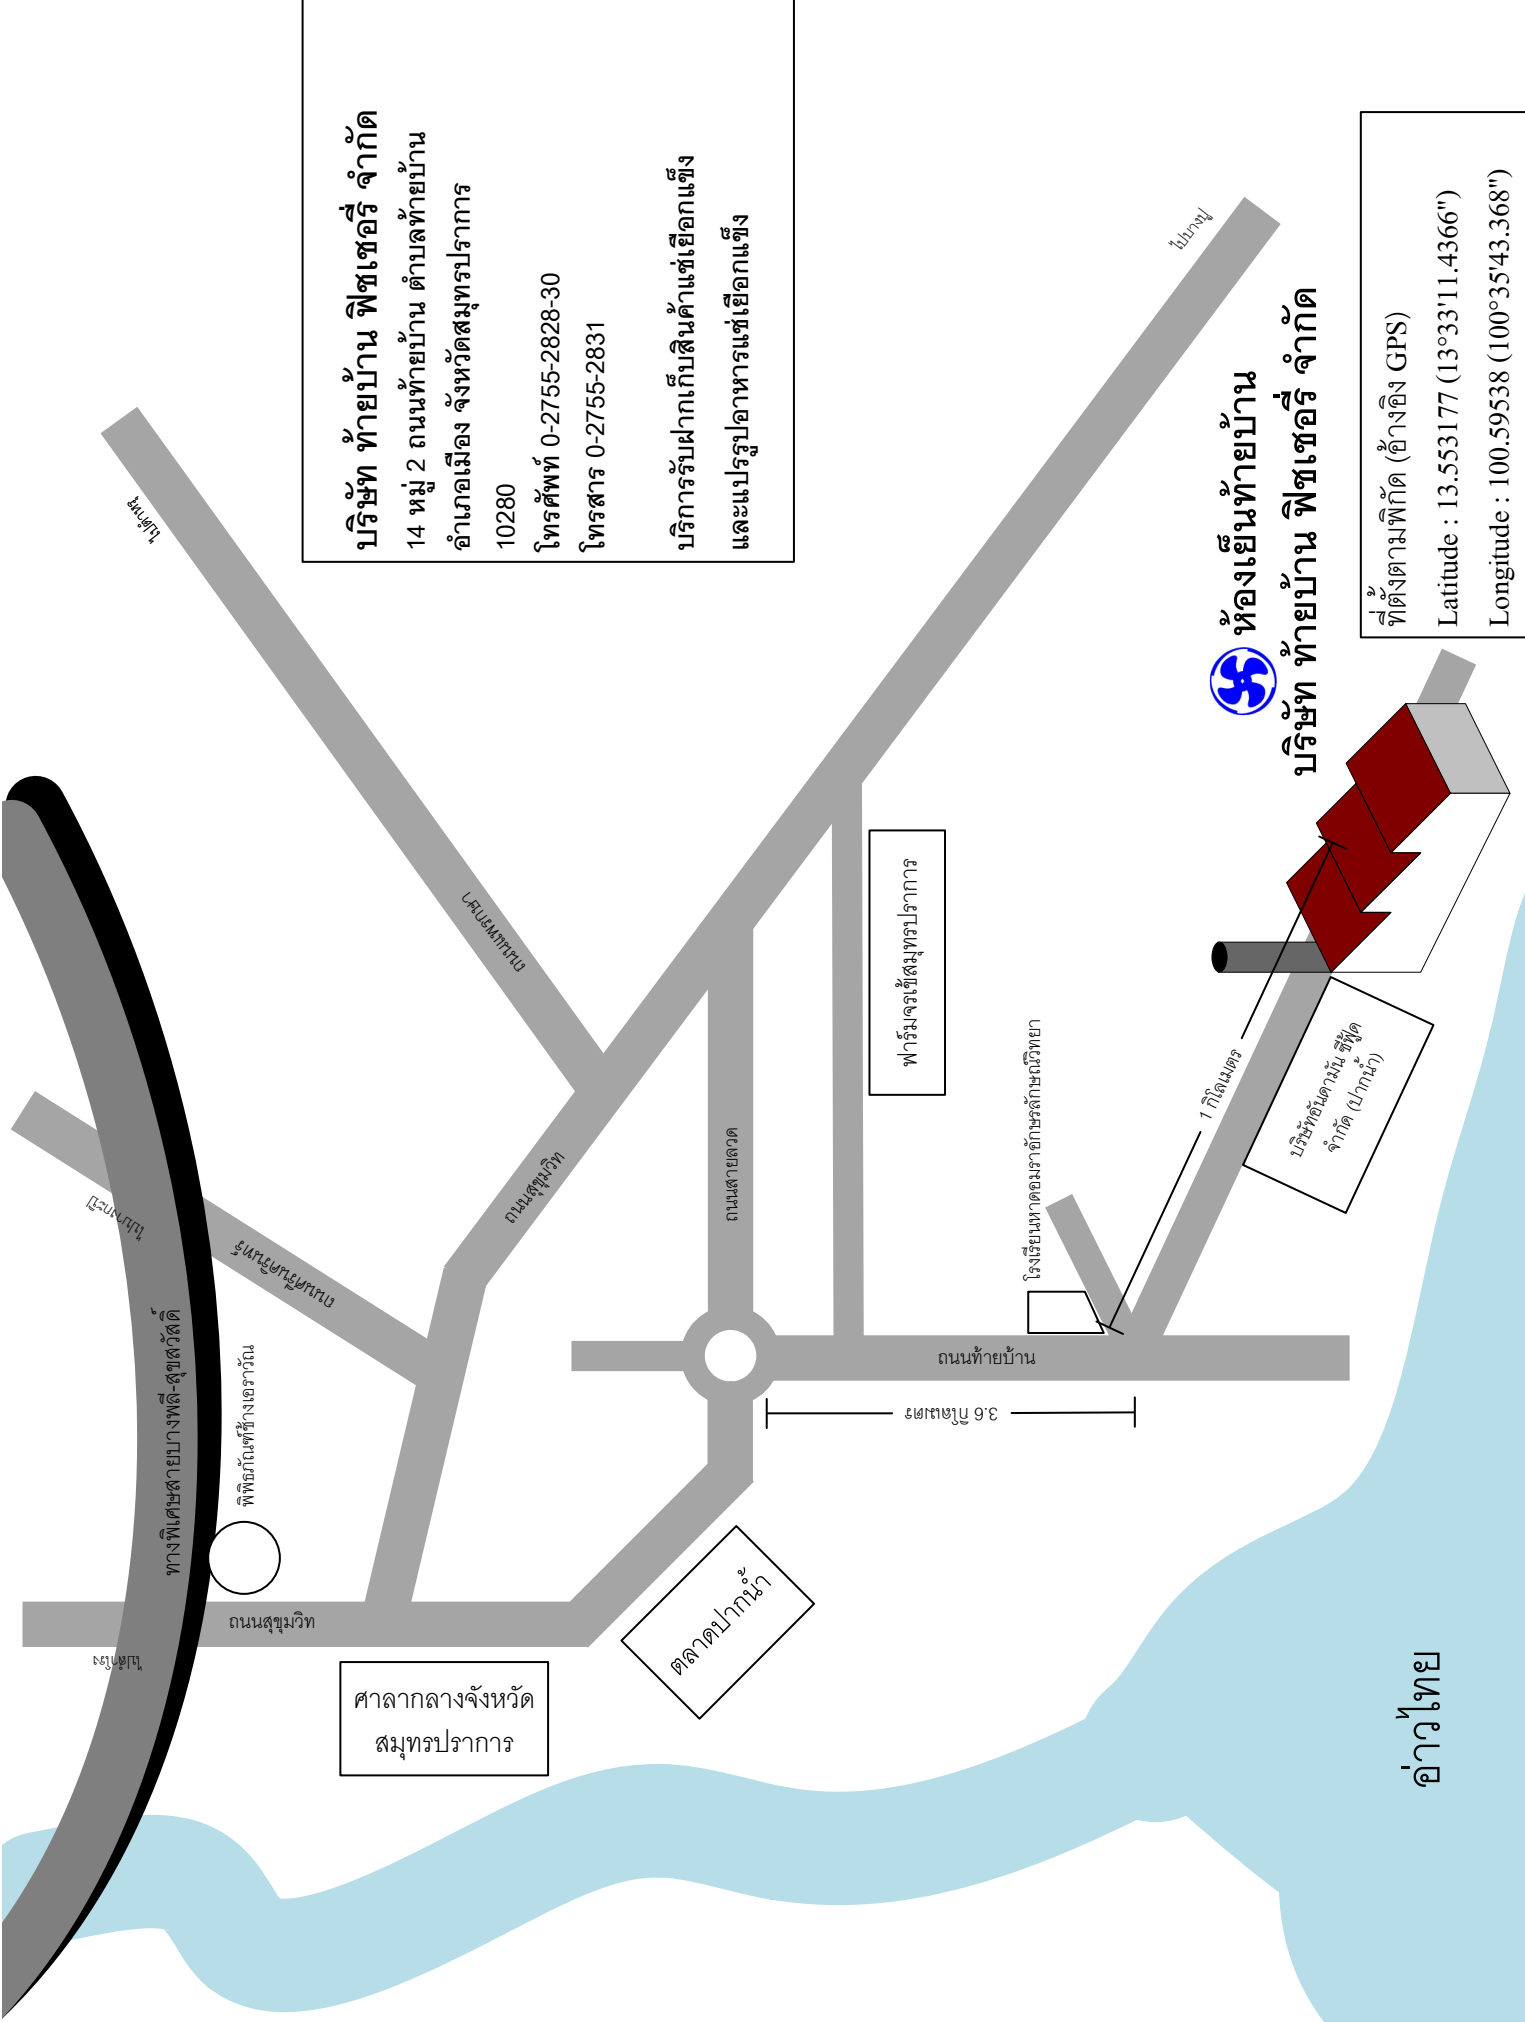 บริษัท ท้ายบ้าน ฟิชเชอรี่ จำกัด
14 หมู่ 2 ถนนท้ายบ้าน ตำบลท้ายบ้าน
อำเภอเมือง จังหวัดสมุทรปราการ
10280
โทรศัพท์ 0-2755-2828-30
โทรสาร 0-2755-2831
บริการรับฝากเก็บสินค้าแช่เยือกแข็ง
และแปรรูปอาหารแช่เยือกแข็ง
ไปตำหรุ
ไปบางปู
ถนนแพรกษา
ทางพิเศษสายบางพลี-สุขสวัสดิ์
ไปบางกะปิ
ถนนศรีนครินทร์
พิพิธภัณฑ์ช้างเอราวัณ
ถนนสุขุมวิท
ไปสำโรง
ถนนสุขุมวิท
ถนนสายลวด
ศาลากลางจังหวัด
สมุทรปราการ
ตลาดปากน้ำ
ฟาร์มจรเข้สมุทรปราการ
ถนนท้ายบ้าน
3.6 กิโลเมตร
โรงเรียนหาดอมราอักษรลักษณ์วิทยา
1 กิโลเมตร
บริษัทอันดามัน ซีฟู้ด
จำกัด (ปากน้ำ)
ห้องเย็นท้ายบ้าน
บริษัท ท้ายบ้าน ฟิชเชอรี่ จำกัด
ที่ตั้งตามพิกัด (อ้างอิง GPS)
Latitude : 13.553177 (13°33'11.4366")
Longitude : 100.59538 (100°35'43.368")
อ่าวไทย